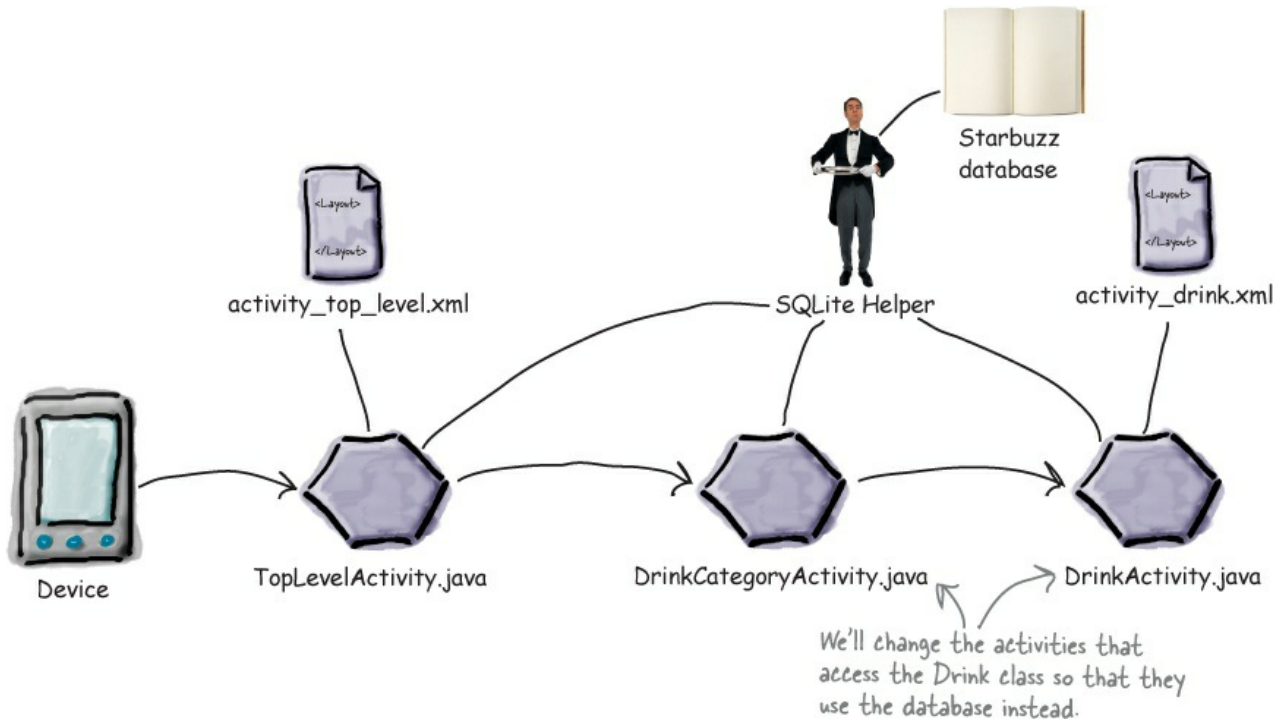 Starbuzz
database
<Layout>
</Layout>
activity_top_level.xml
<Layout>
</Layout>
activity_drink.xml
SQLite Helper
Device
TopLevelActivity.java
DrinkCategoryActivity.java
DrinkActivity.java
We'll change the activities that
access the Drink class so that they
use the database instead.